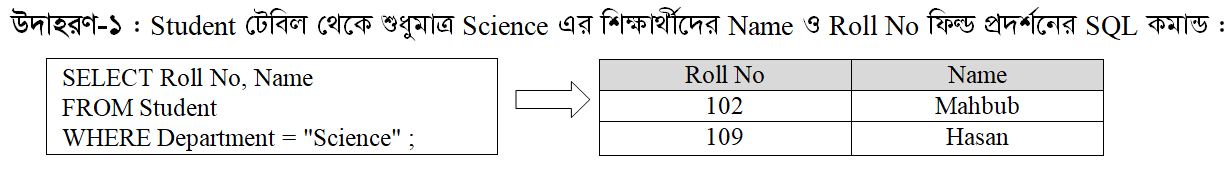 উদাহরণ-১ : Student টেবিল থেকে শুধুমাত্র Science এর শিক্ষার্থীদের Name ও Roll No ফিল্ড প্রদর্শনের SQL কমান্ড :
SELECT Roll No, Name
FROM Student
WHERE Department = "Science" ;
Roll No Name
102 Mahbub
109 Hasan